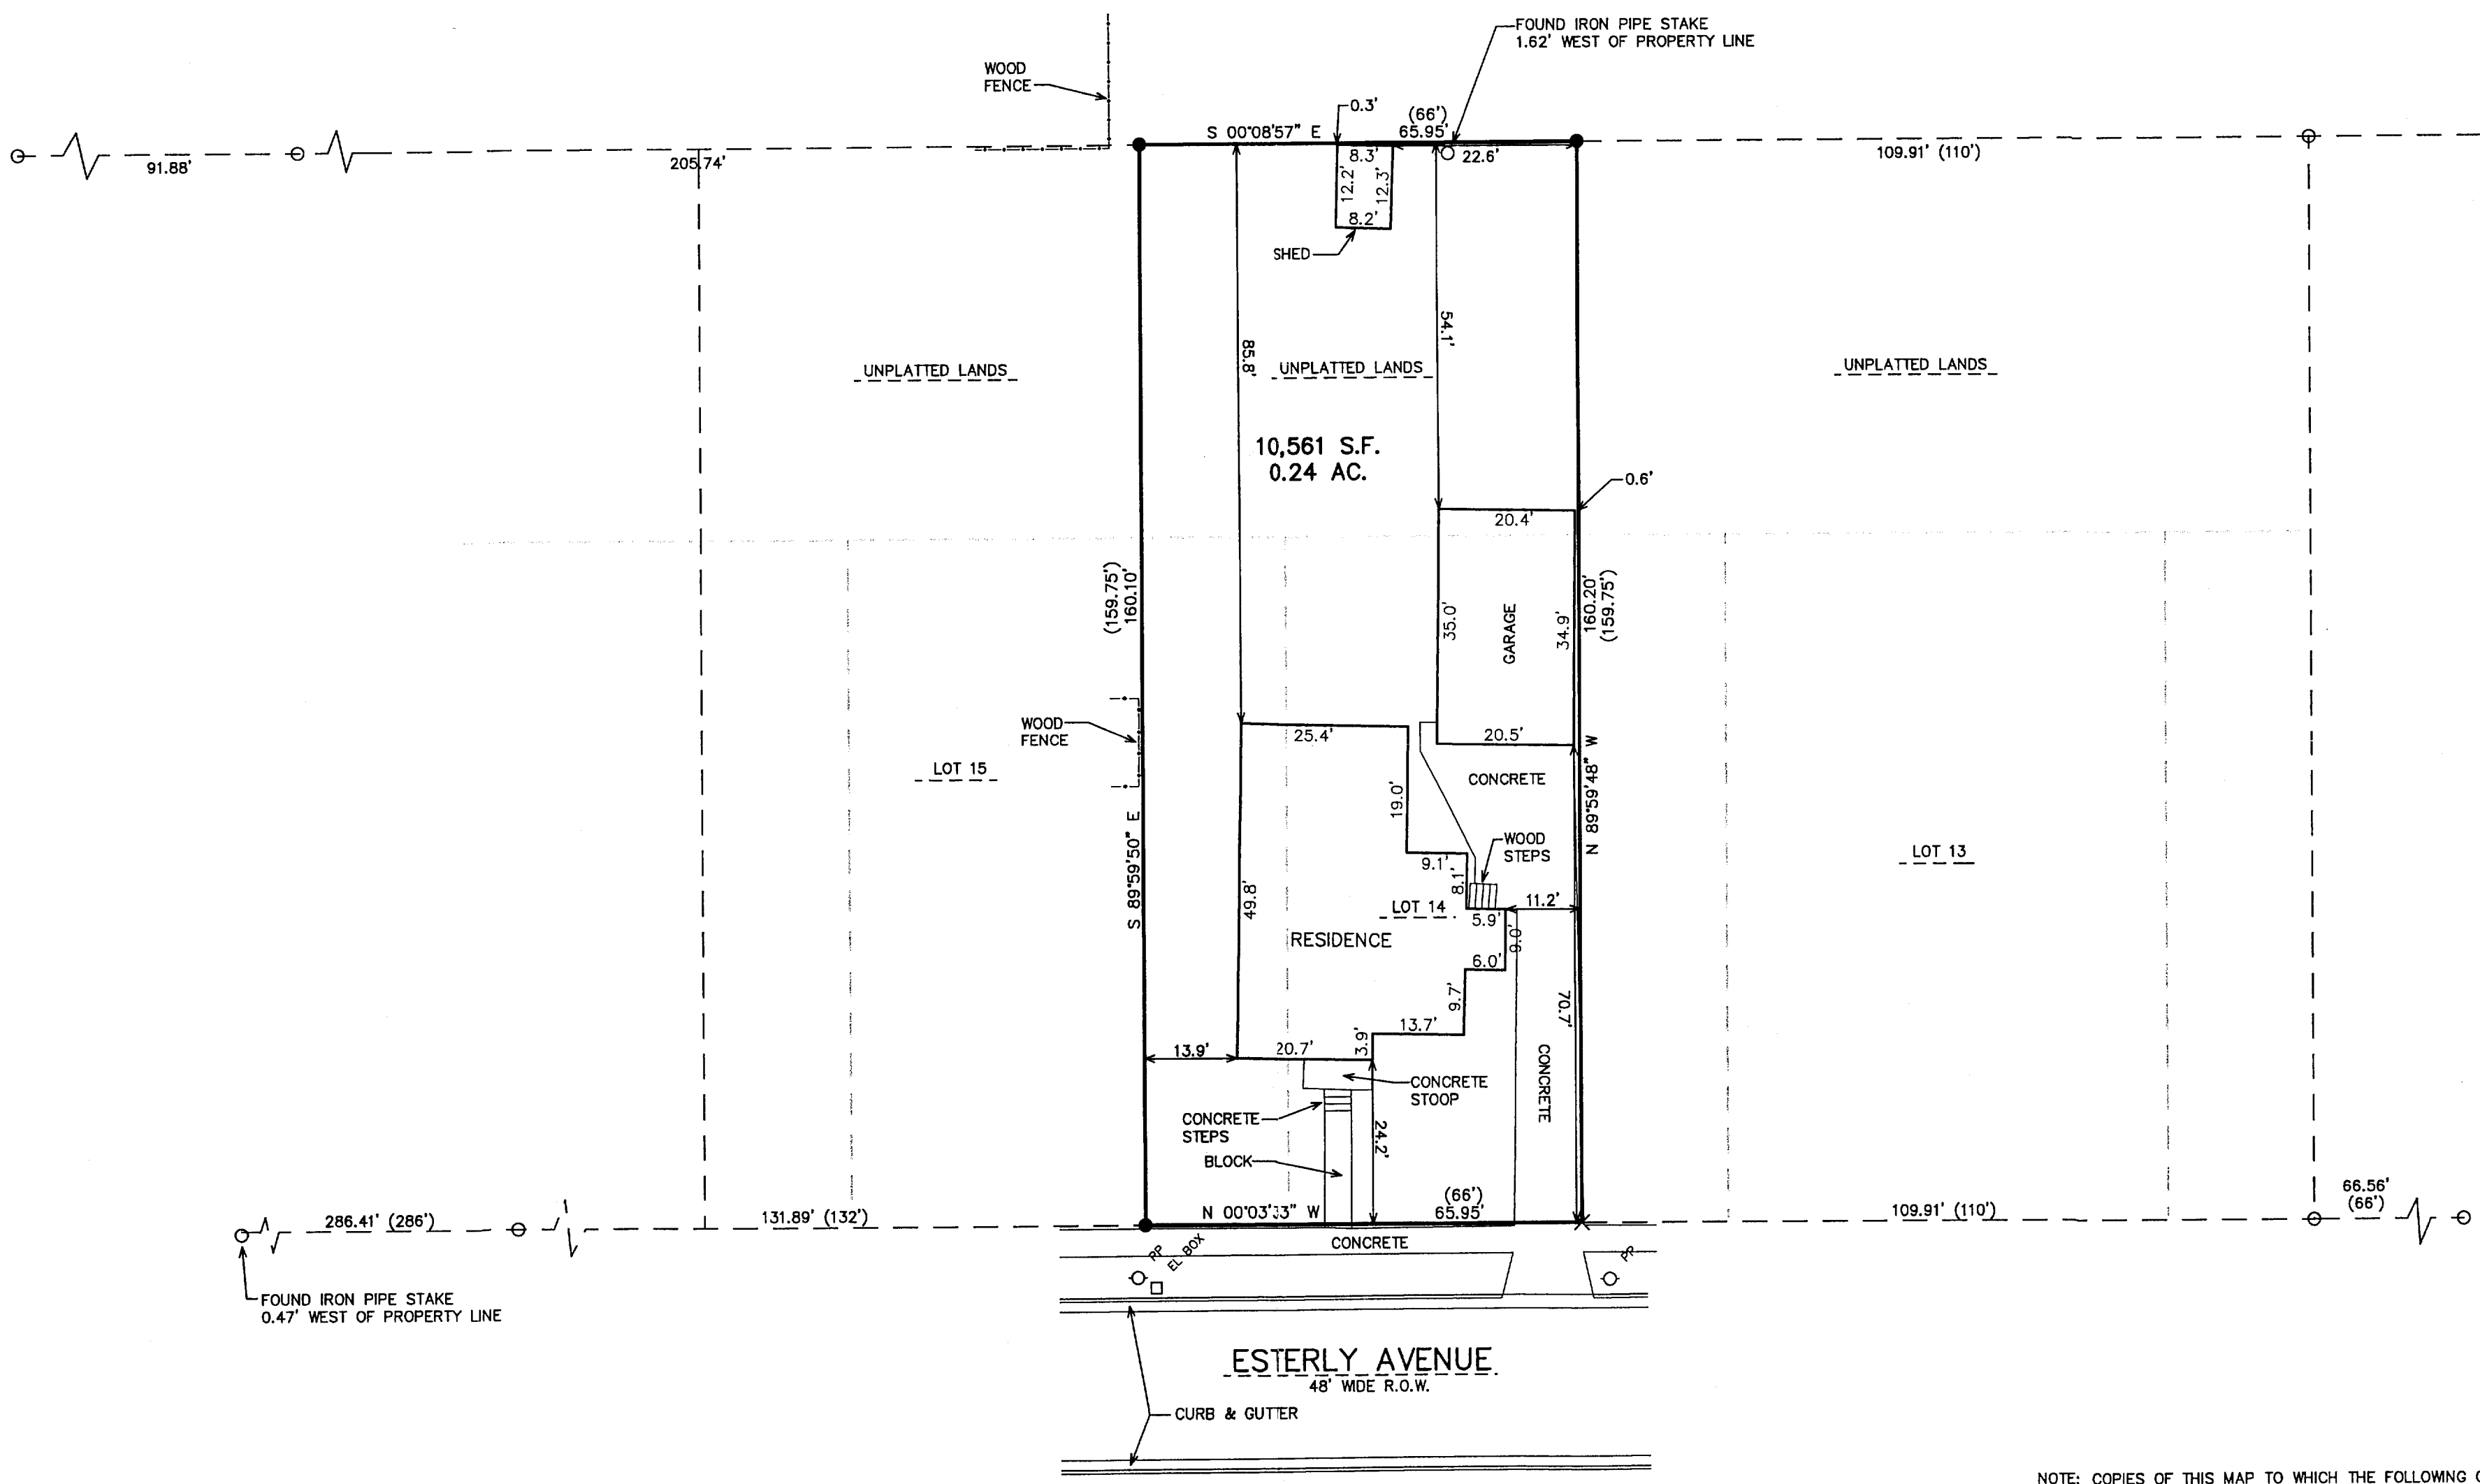 FOUND IRON PIPE STAKE
1.62' WEST OF PROPERTY LINE
WOOD
FENCE
0.3'
(66')
S 00°08'57" E
65.95'
91.88'
205.74'
8.3'
22.6'
109.91' (110')
12.2'
12.3'
8.2'
SHED
54.1'
85.8'
UNPLATTED LANDS
UNPLATTED LANDS
UNPLATTED LANDS
10,561 S.F.
0.24 AC.
0.6'
20.4'
(159.75')
160.10'
35.0'
GARAGE
34.9'
160.20'
(159.75')
WOOD
FENCE
25.4'
20.5'
LOT 15
CONCRETE
N 89°59'48" W
19.0'
S 89°59'50" E
WOOD
STEPS
9.1'
8.1'
LOT 13
49.8'
LOT 14
11.2'
5.9'
9.0'
RESIDENCE
6.0'
9.7'
70.7'
13.7'
3.9'
13.9'
20.7'
CONCRETE
STOOP
CONCRETE
CONCRETE
STEPS
24.2'
BLOCK
(66')
66.56'
(66')
286.41' (286')
131.89' (132')
N 00°03'33" W
65.95'
109.91' (110')
CONCRETE
PP
EL BOX
PP
FOUND IRON PIPE STAKE
0.47' WEST OF PROPERTY LINE
ESTERLY AVENUE
48' WIDE R.O.W.
CURB & GUTTER
NOTE: COPIES OF THIS MAP TO WHICH THE FOLLOWING